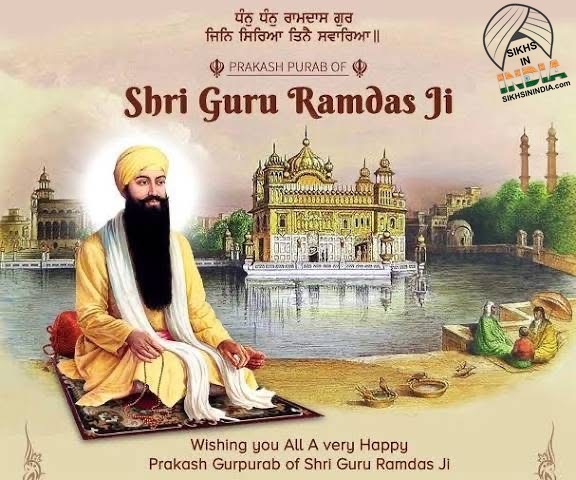 ਧੰਨੁ ਧੰਨੁ ਰਾਮਦਾਸ ਗੁਰ
ਜਿਨਿ ਸਿਰਿਆ ਤਿਨੈ ਸਵਾਰਿਆ॥
PRAKASH PURAB OF
Shri Guru Ramdas Ji
SIKHS
IN
INDIA
SIKHSININDIA.com
Wishing you All A very Happy
Prakash Gurpurab of Shri Guru Ramdas Ji